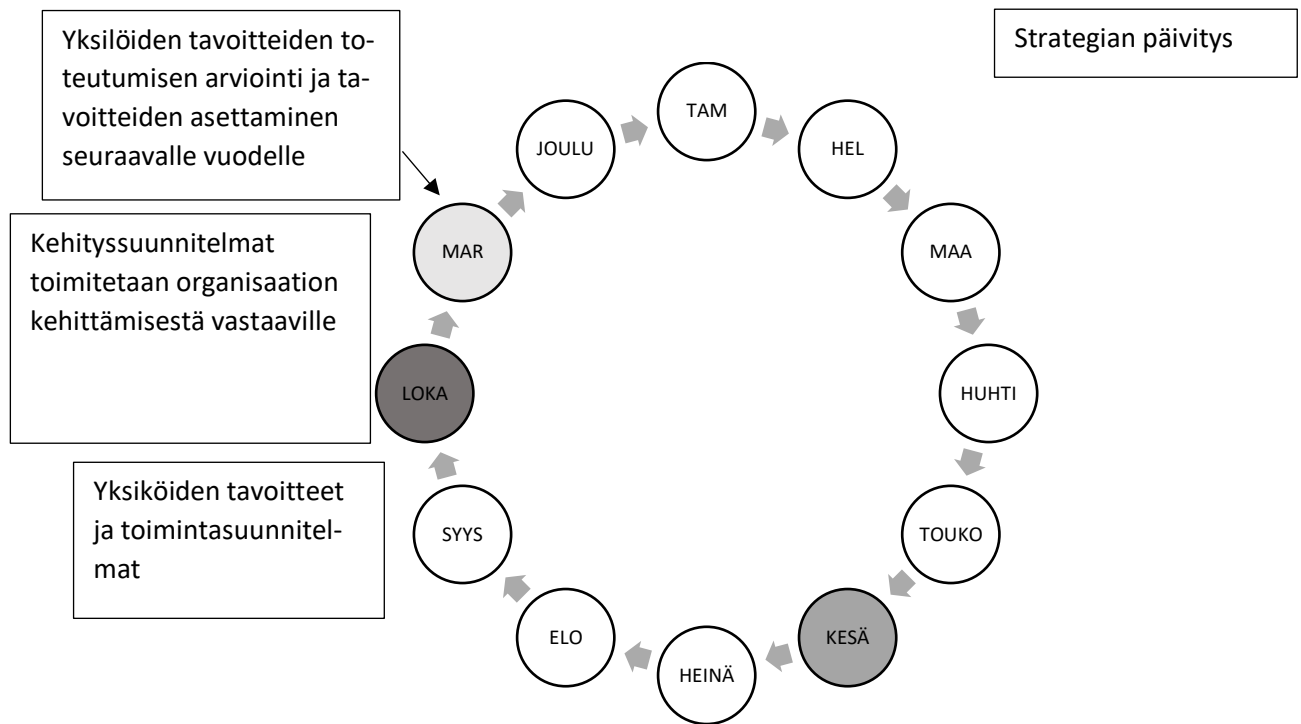 Yksilöiden tavoitteiden to-
teutumisen arviointi ja ta-
voitteiden asettaminen
seuraavalle vuodelle
Strategian päivitys
Kehityssuunnitelmat
toimitetaan organisaation
kehittämisestä vastaaville
Yksiköiden tavoitteet
ja toimintasuunnitel-
mat
TAM
HEL
MAA
HUHTI
TOUKO
KESÄ
HEINÄ
ELO
SYYS
LOKA
MAR
JOULU